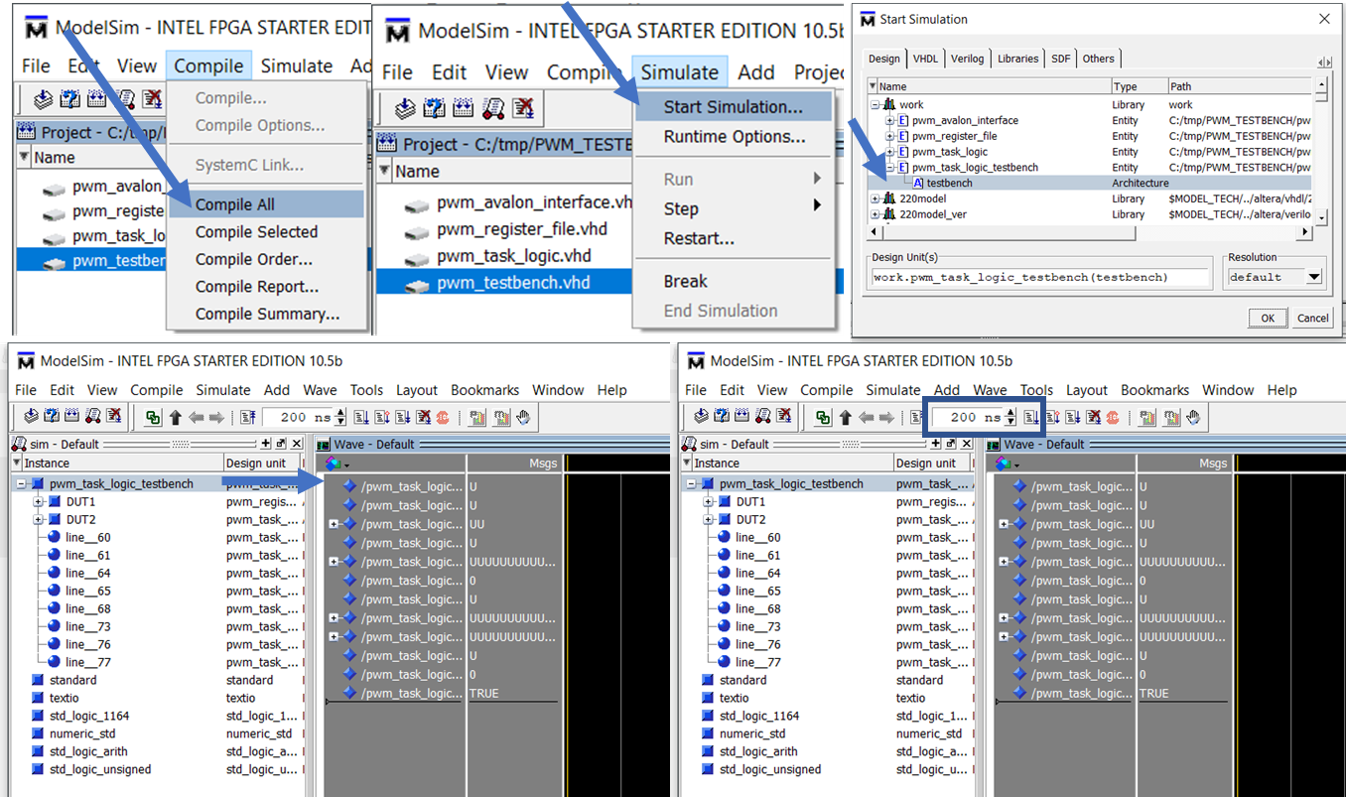 ModelSim - INTEL FPGA STARTER EDIT
File Edit View Compile Simulate Ad
Compile...
Compile Options...
SystemC Link...
Compile All
Compile Selected
Compile Order...
Compile Report...
Compile Summary...
Project - C:/tmp
Name
pwm_avalon_
pwm_registe
pwm_task_lo
pwm_testber
ModelSim - INTEL FPGA STARTER EDITION 10.5b
File Edit View Compile Simulate Add Projec
Start Simulation...
Runtime Options...
Run
Step
Restart...
Break
End Simulation
Project - C:/tmp/PWM_TESTE
Name
pwm_avalon_interface.vh
pwm_register_file.vhd
pwm_task_logic.vhd
pwm_testbench.vhd
Start Simulation
Design VHDL Verilog Libraries SDF Others
Name Type Path
work Library work
pwm_avalon_interface Entity C:/tmp/PWM_TESTBENCH/pw
pwm_register_file Entity C:/tmp/PWM_TESTBENCH/pw
pwm_task_logic Entity C:/tmp/PWM_TESTBENCH/pw
pwm_task_logic_testbench Entity C:/tmp/PWM_TESTBENCH/pw
testbench Architecture
220model Library $MODEL_TECH/../altera/vhdl/2
220model_ver Library $MODEL_TECH/../altera/verilo
Design Unit(s)
work.pwm_task_logic_testbench(testbench)
Resolution
default
OK Cancel
ModelSim - INTEL FPGA STARTER EDITION 10.5b
File Edit View Compile Simulate Add Wave Tools Layout Bookmarks Window Help
200 ns
sim - Default
Instance Design unit
pwm_task_logic_testbench pwm_task_...
DUT1 pwm_regis...
DUT2 pwm_task_...
line__60 pwm_task_...
line__61 pwm_task_...
line__64 pwm_task_...
line__65 pwm_task_...
line__68 pwm_task_...
line__73 pwm_task_...
line__76 pwm_task_...
line__77 pwm_task_...
standard standard
textio textio
std_logic_1164 std_logic_1...
numeric_std numeric_std
std_logic_arith std_logic_a...
std_logic_unsigned std_logic_u...
Wave - Default
Msgs
/pwm_task_logic... U
/pwm_task_logic... U
/pwm_task_logic... UU
/pwm_task_logic... U
/pwm_task_logic... UUUUUUUUUU...
/pwm_task_logic... 0
/pwm_task_logic... U
/pwm_task_logic... UUUUUUUUUU...
/pwm_task_logic... UUUUUUUUUU...
/pwm_task_logic... U
/pwm_task_logic... 0
/pwm_task_logic... TRUE
ModelSim - INTEL FPGA STARTER EDITION 10.5b
File Edit View Compile Simulate Add Wave Tools Layout Bookmarks Window Help
200 ns
sim - Default
Instance Design unit
pwm_task_logic_testbench pwm_task_...
DUT1 pwm_regis...
DUT2 pwm_task_...
line__60 pwm_task_...
line__61 pwm_task_...
line__64 pwm_task_...
line__65 pwm_task_...
line__68 pwm_task_...
line__73 pwm_task_...
line__76 pwm_task_...
line__77 pwm_task_...
standard standard
textio textio
std_logic_1164 std_logic_1...
numeric_std numeric_std
std_logic_arith std_logic_a...
std_logic_unsigned std_logic_u...
Wave - Default
Msgs
/pwm_task_logic... U
/pwm_task_logic... U
/pwm_task_logic... UU
/pwm_task_logic... U
/pwm_task_logic... UUUUUUUUUU...
/pwm_task_logic... 0
/pwm_task_logic... U
/pwm_task_logic... UUUUUUUUUU...
/pwm_task_logic... UUUUUUUUUU...
/pwm_task_logic... U
/pwm_task_logic... 0
/pwm_task_logic... TRUE